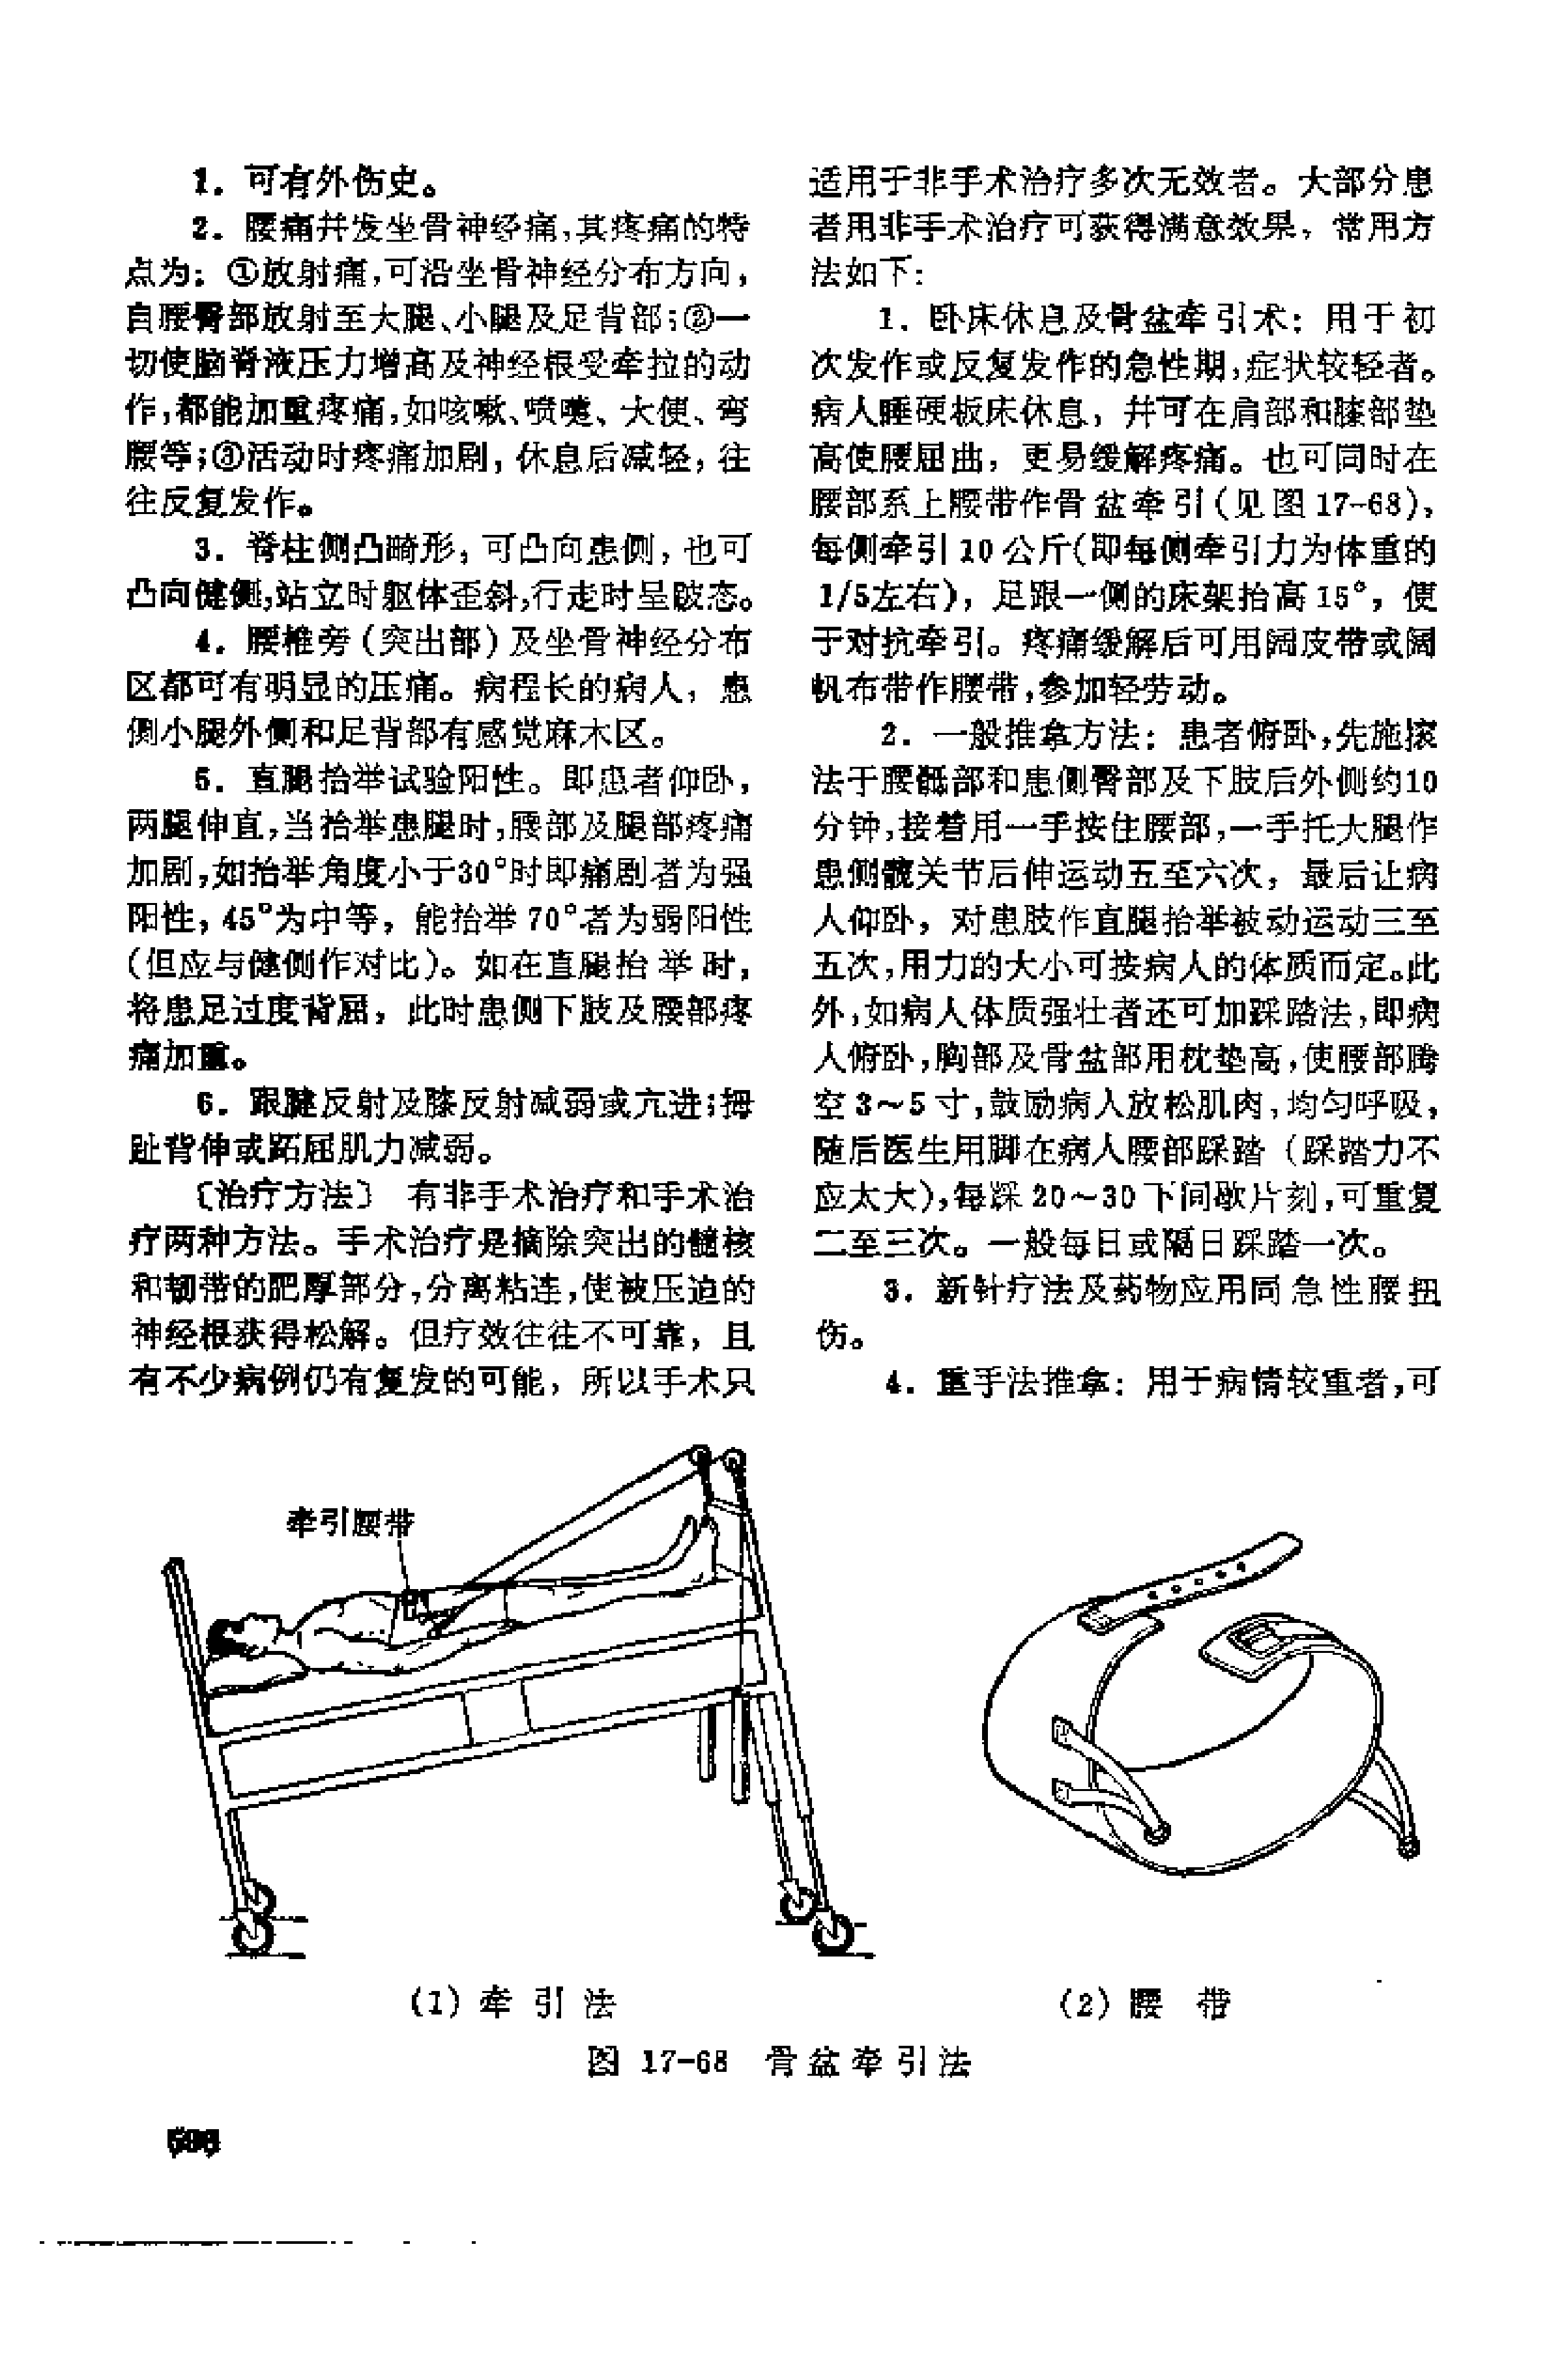 1. 可有外伤史。
2. 腰痛并发坐骨神经痛,其疼痛的特
点为: ①放射痛,可沿坐骨神经分布方向,
自腰臀部放射至大腿、小腿及足背部;②一
切使脑脊液压力增高及神经根受牵拉的动
作,都能加重疼痛,如咳嗽、喷嚏、大便、弯
腰等;③活动时疼痛加剧,休息后减轻,往
往反复发作。
3. 脊柱侧凸畸形,可凸向患侧,也可
凸向健侧,站立时躯体歪斜,行走时呈跛态。
4. 腰椎旁(突出部)及坐骨神经分布
区都可有明显的压痛。病程长的病人,患
侧小腿外侧和足背部有感觉麻木区。
5. 直腿抬举试验阳性。即患者仰卧,
两腿伸直,当抬举患腿时,腰部及腿部疼痛
加剧,如抬举角度小于30°时即痛剧者为强
阳性,45°为中等,能抬举70°者为弱阳性
(但应与健侧作对比)。如在直腿抬举时,
将患足过度背屈,此时患侧下肢及腰部疼
痛加重。
6. 跟腱反射及膝反射减弱或亢进;拇
趾背伸或跖屈肌力减弱。
〔治疗方法〕 有非手术治疗和手术治
疗两种方法。手术治疗是摘除突出的髓核
和韧带的肥厚部分,分离粘连,使被压迫的
神经根获得松解。但疗效往往不可靠,且
有不少病例仍有复发的可能,所以手术只
适用于非手术治疗多次无效者。大部分患
者用非手术治疗可获得满意效果,常用方
法如下:
1. 卧床休息及骨盆牵引术: 用于初
次发作或反复发作的急性期,症状较轻者。
病人睡硬板床休息,并可在肩部和膝部垫
高使腰屈曲,更易缓解疼痛。也可同时在
腰部系上腰带作骨盆牵引(见图17-68),
每侧牵引10公斤(即每侧牵引力为体重的
1/5左右),足跟一侧的床架抬高15°,便
于对抗牵引。疼痛缓解后可用阔皮带或阔
帆布带作腰带,参加轻劳动。
2. 一般推拿方法: 患者俯卧,先施㨰
法于腰骶部和患侧臀部及下肢后外侧约10
分钟,接着用一手按住腰部,一手托大腿作
患侧髋关节后伸运动五至六次,最后让病
人仰卧,对患肢作直腿抬举被动运动三至
五次,用力的大小可按病人的体质而定。此
外,如病人体质强壮者还可加踩踏法,即病
人俯卧,胸部及骨盆部用枕垫高,使腰部腾
空3~5寸,鼓励病人放松肌肉,均匀呼吸,
随后医生用脚在病人腰部踩踏(踩踏力不
应太大),每踩20~30下间歇片刻,可重复
二至三次。一般每日或隔日踩踏一次。
3. 新针疗法及药物应用同急性腰扭
伤。
4. 重手法推拿: 用于病情较重者,可
牵引腰带
(1) 牵引法
(2) 腰带
图 17-68 骨盆牵引法